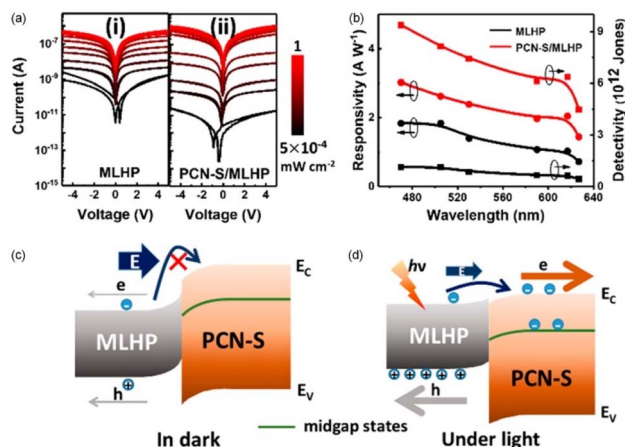 (a)
(i)
(ii)
Current (A)
10⁻⁷
10⁻⁹
10⁻¹¹
10⁻¹³
10⁻¹⁵
MLHP
PCN-S/MLHP
-4 -2 0 2 4
-4 -2 0 2 4
Voltage (V)
Voltage (V)
1
5×10⁻⁴
mW cm⁻²
(b)
MLHP
PCN-S/MLHP
Responsivity (A W⁻¹)
4
2
0
Detectivity (10¹² Jones)
9
6
3
0
480 520 560 600 640
Wavelength (nm)
(c)
E
e
h
MLHP
PCN-S
E_C
E_V
In dark
midgap states
(d)
hν
E
e
h
MLHP
PCN-S
E_C
E_V
Under light